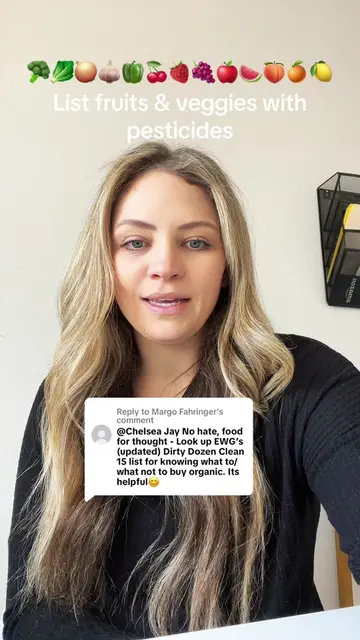 List fruits & veggies with
pesticides
Reply to Margo Fahringer's
comment
@Chelsea Jay No hate, food
for thought - Look up EWG's
(updated) Dirty Dozen Clean
15 list for knowing what to/
what not to buy organic. Its
helpful😊